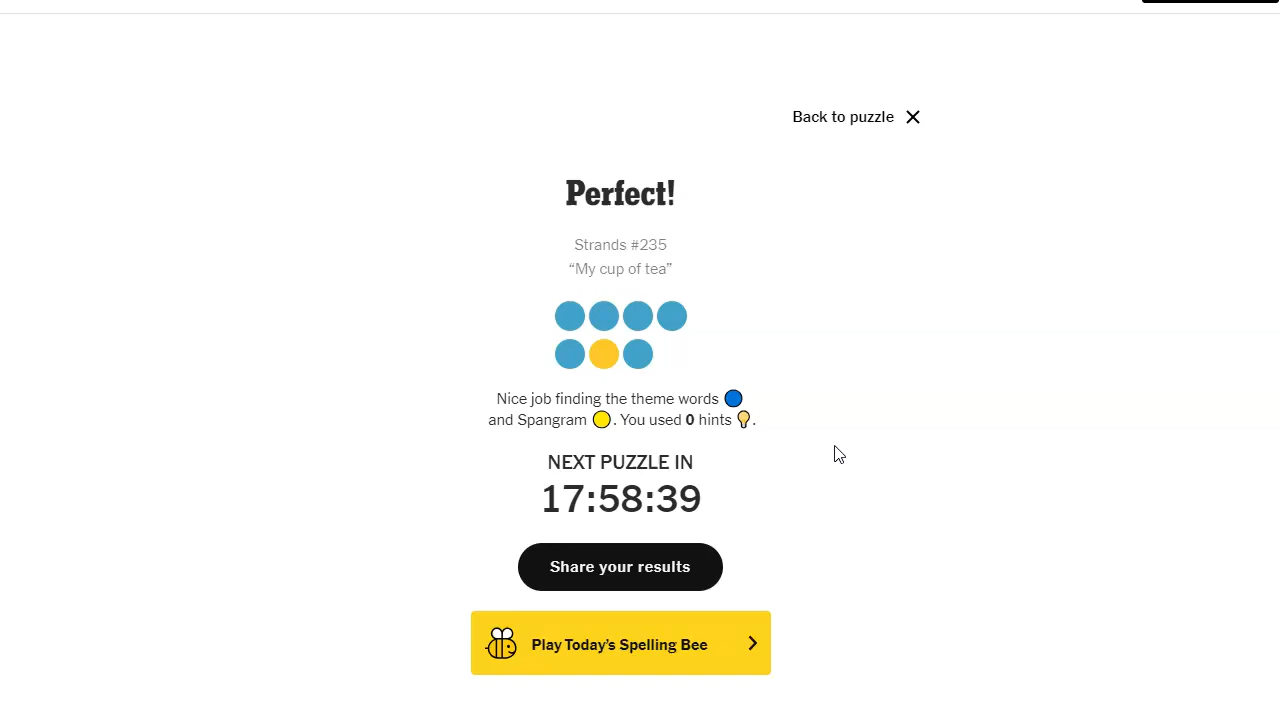 Back to puzzle
Perfect!
Strands #235
“My cup of tea”
Nice job finding the theme words
and Spangram . You used 0 hints .
NEXT PUZZLE IN
17:58:39
Share your results
Play Today’s Spelling Bee